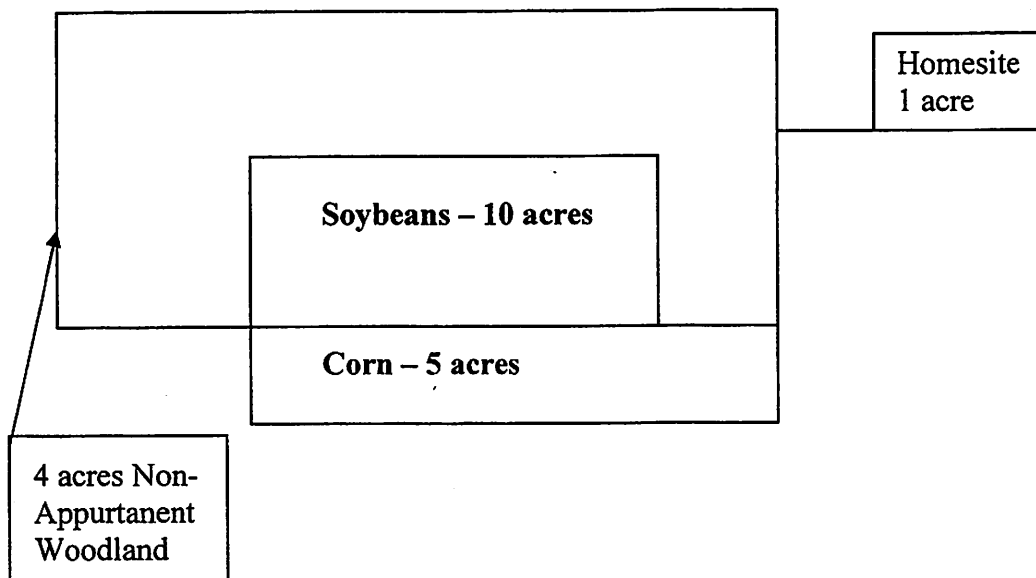 Homesite
1 acre
Soybeans – 10 acres
Corn – 5 acres
4 acres Non-
Appurtanent
Woodland